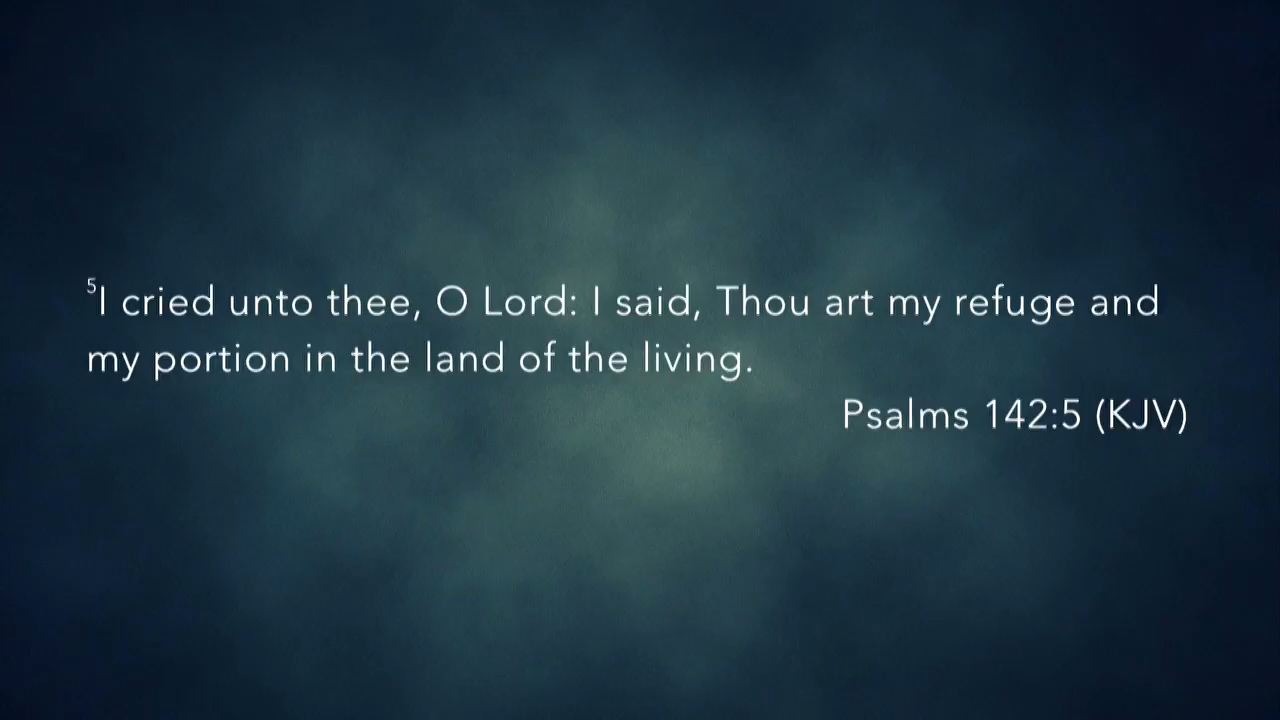 ⁵I cried unto thee, O Lord: I said, Thou art my refuge and
my portion in the land of the living.
Psalms 142:5 (KJV)